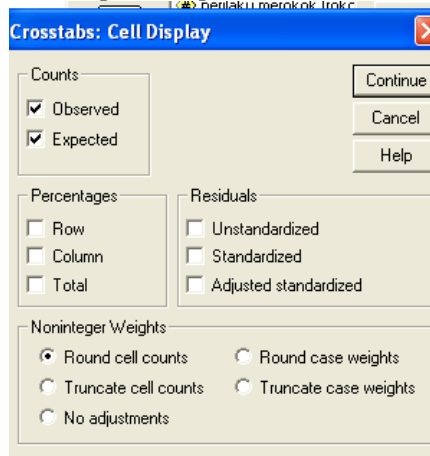 perilaku merokok [rokc
Crosstabs: Cell Display
Counts
Observed
Expected
Continue
Cancel
Help
Percentages
Row
Column
Total
Residuals
Unstandardized
Standardized
Adjusted standardized
Noninteger Weights
Round cell counts
Round case weights
Truncate cell counts
Truncate case weights
No adjustments